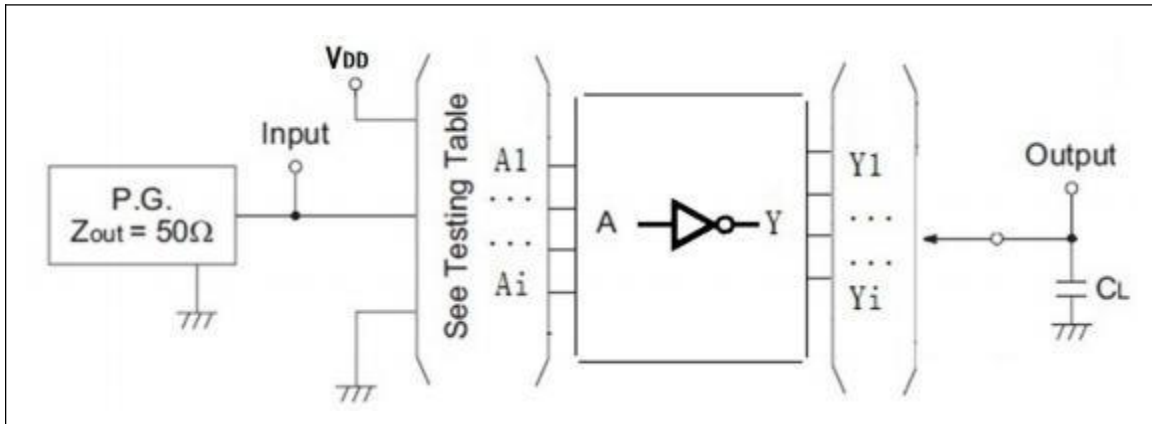 VDD
Input
P.G.
Zout = 50Ω
See Testing Table
A1
...
...
Ai
A
Y
Y1
...
...
Yi
Output
CL